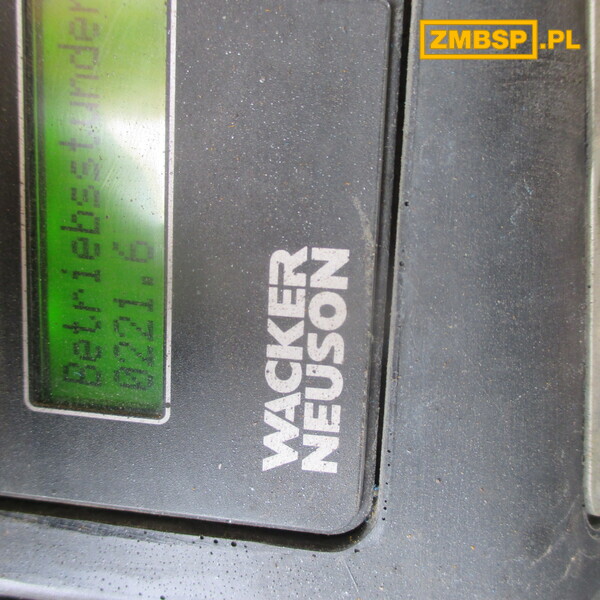 ZMBSP.PL
Betriebsstunden
0221.6
WACKER
NEUSON